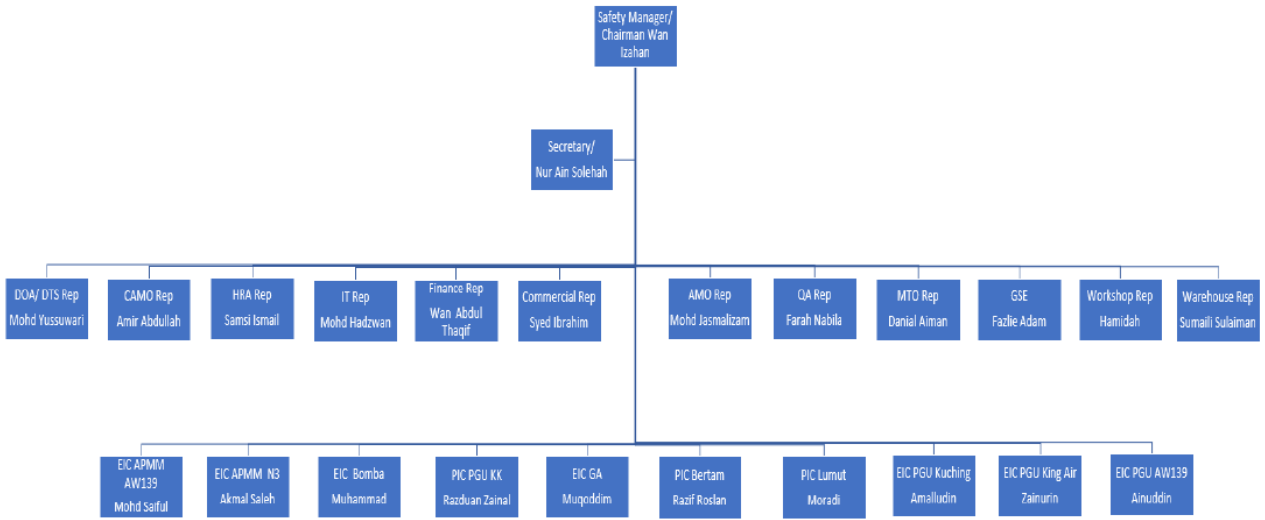 Safety Manager/
Chairman Wan
Izahan
Secretary/
Nur Ain Solehah
DOA/ DTS Rep
Mohd Yussuwari
CAMO Rep
Amir Abdullah
HRA Rep
Samsi Ismail
IT Rep
Mohd Hadzwan
Finance Rep
Wan Abdul
Thaqif
Commercial Rep
Syed Ibrahim
AMO Rep
Mohd Jasmalizam
QA Rep
Farah Nabila
MTO Rep
Danial Aiman
GSE
Fazlie Adam
Workshop Rep
Hamidah
Warehouse Rep
Sumaili Sulaiman
EIC APMM
AW139
Mohd Saiful
EIC APMM N3
Akmal Saleh
EIC Bomba
Muhammad
PIC PGU KK
Razduan Zainal
EIC GA
Muqoddim
PIC Bertam
Razif Roslan
PIC Lumut
Moradi
EIC PGU Kuching
Amalludin
EIC PGU King Air
Zainurin
EIC PGU AW139
Ainuddin